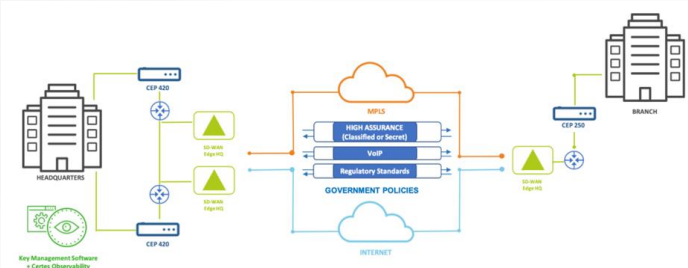 CEP 420
SD-WAN
Edge HQ
HEADQUARTERS
SD-WAN
Edge HQ
CEP 420
Key Management Software
+ Certes Observability
MPLS
HIGH ASSURANCE
(Classified or Secret)
VoIP
Regulatory Standards
GOVERNMENT POLICIES
INTERNET
BRANCH
CEP 250
SD-WAN
Edge HQ